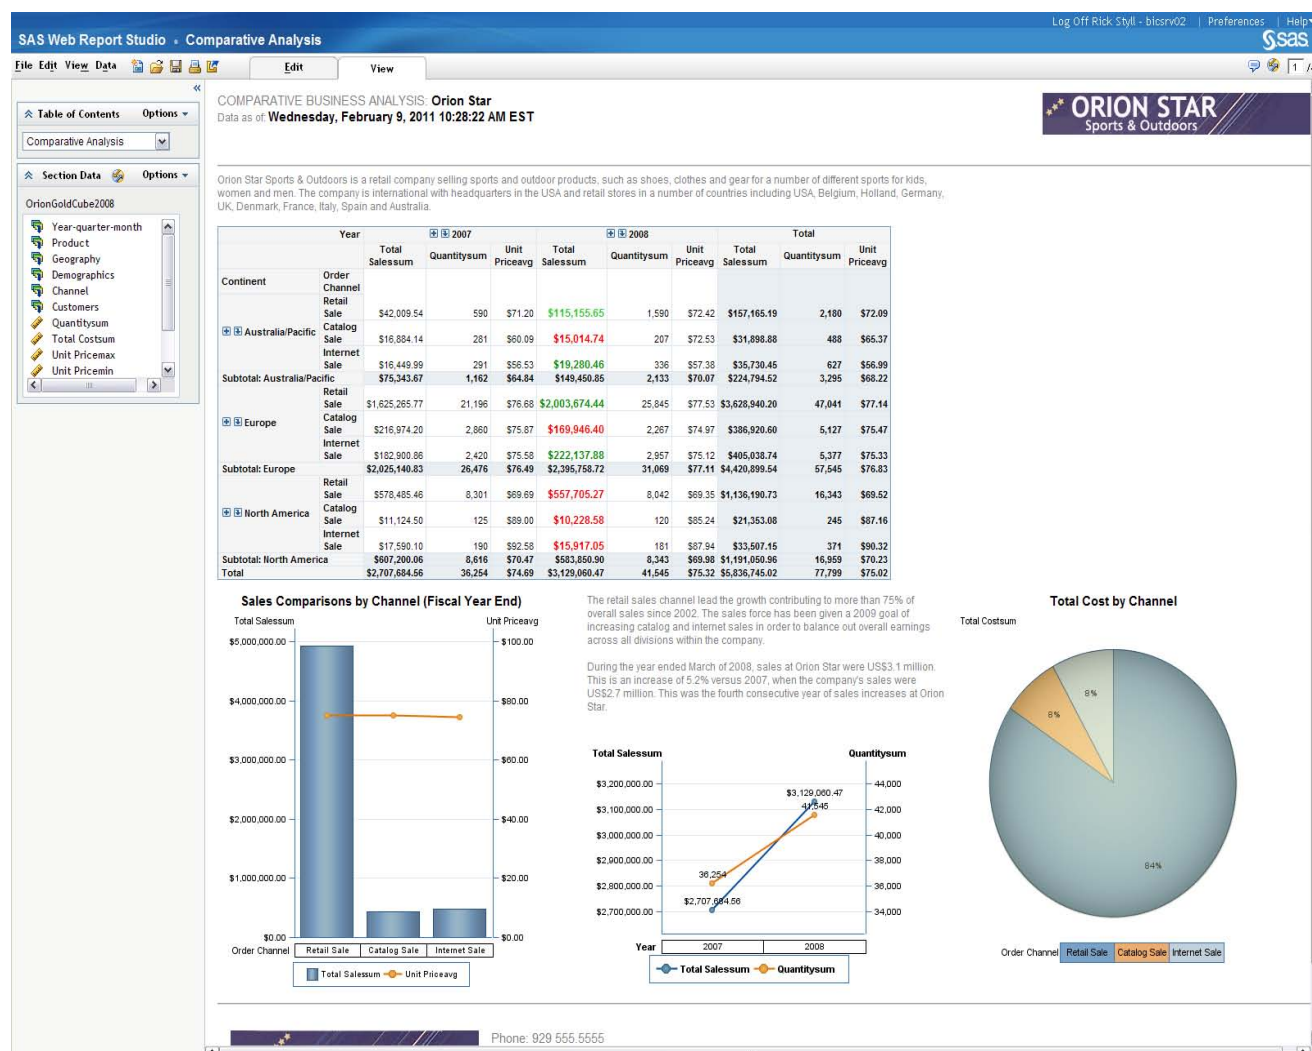 Log Off Rick Styll - bicsrv02 | Preferences | Help
SAS Web Report Studio • Comparative Analysis
sas
File Edit View Data
Edit
View
1 /
«
Table of Contents Options
Comparative Analysis
Section Data Options
OrionGoldCube2008
Year-quarter-month
Product
Geography
Demographics
Channel
Customers
Quantitysum
Total Costsum
Unit Pricemax
Unit Pricemin
COMPARATIVE BUSINESS ANALYSIS: Orion Star
Data as of: Wednesday, February 9, 2011 10:28:22 AM EST
ORION STAR
Sports & Outdoors
Orion Star Sports & Outdoors is a retail company selling sports and outdoor products, such as shoes, clothes and gear for a number of different sports for kids,
women and men. The company is international with headquarters in the USA and retail stores in a number of countries including USA, Belgium, Holland, Germany,
UK, Denmark, France, Italy, Spain and Australia.
Year 2007 2008 Total
Total Salessum Quantitysum Unit Priceavg Total Salessum Quantitysum Unit Priceavg Total Salessum Quantitysum Unit Priceavg
Continent Order Channel
Australia/Pacific
Retail Sale $42,009.54 590 $71.20 $115,155.65 1,590 $72.42 $157,165.19 2,180 $72.09
Catalog Sale $16,884.14 281 $60.09 $15,014.74 207 $72.53 $31,898.88 488 $65.37
Internet Sale $16,449.99 291 $56.53 $19,280.46 336 $57.38 $35,730.45 627 $56.99
Subtotal: Australia/Pacific $75,343.67 1,162 $64.84 $149,450.85 2,133 $70.07 $224,794.52 3,295 $68.22
Europe
Retail Sale $1,625,265.77 21,196 $76.68 $2,003,674.44 25,845 $77.53 $3,628,940.20 47,041 $77.14
Catalog Sale $216,974.20 2,860 $75.87 $169,946.40 2,267 $74.97 $386,920.60 5,127 $75.47
Internet Sale $182,900.86 2,420 $75.58 $222,137.88 2,957 $75.12 $405,038.74 5,377 $75.33
Subtotal: Europe $2,025,140.83 26,476 $76.49 $2,395,758.72 31,069 $77.11 $4,420,899.54 57,545 $76.83
North America
Retail Sale $578,485.46 8,301 $69.69 $557,705.27 8,042 $69.35 $1,136,190.73 16,343 $69.52
Catalog Sale $11,124.50 125 $89.00 $10,228.58 120 $85.24 $21,353.08 245 $87.16
Internet Sale $17,590.10 190 $92.58 $15,917.05 181 $87.94 $33,507.15 371 $90.32
Subtotal: North America $607,200.06 8,616 $70.47 $583,850.90 8,343 $69.98 $1,191,050.96 16,959 $70.23
Total $2,707,684.56 36,254 $74.69 $3,129,060.47 41,545 $75.32 $5,836,745.02 77,799 $75.02
Sales Comparisons by Channel (Fiscal Year End)
Total Salessum Unit Priceavg
$5,000,000.00 $100.00
$4,000,000.00 $80.00
$3,000,000.00 $60.00
$2,000,000.00 $40.00
$1,000,000.00 $20.00
$0.00 $0.00
Order Channel Retail Sale Catalog Sale Internet Sale
Total Salessum Unit Priceavg
The retail sales channel lead the growth contributing to more than 75% of
overall sales since 2002. The sales force has been given a 2009 goal of
increasing catalog and internet sales in order to balance out overall earnings
across all divisions within the company.
During the year ended March of 2008, sales at Orion Star were US$3.1 million.
This is an increase of 5.2% versus 2007, when the company's sales were
US$2.7 million. This was the fourth consecutive year of sales increases at Orion
Star.
Total Salessum Quantitysum
$3,200,000.00 44,000
$3,129,060.47
$3,100,000.00 41,545 42,000
$3,000,000.00 40,000
$2,900,000.00 38,000
36,254
$2,800,000.00 36,000
$2,707,684.56
$2,700,000.00 34,000
Year 2007 2008
Total Salessum Quantitysum
Total Cost by Channel
Total Costsum
8%
8%
84%
Order Channel Retail Sale Catalog Sale Internet Sale
Phone: 929 555.5555